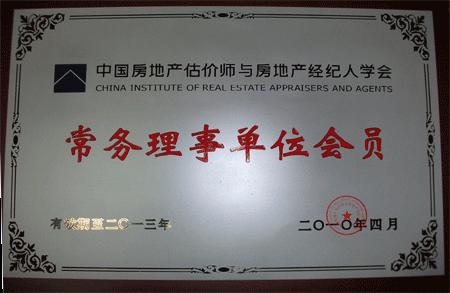 中国房地产估价师与房地产经纪人学会
CHINA INSTITUTE OF REAL ESTATE APPRAISERS AND AGENTS
常务理事单位会员
有效期至二〇一三年
二〇一〇年四月